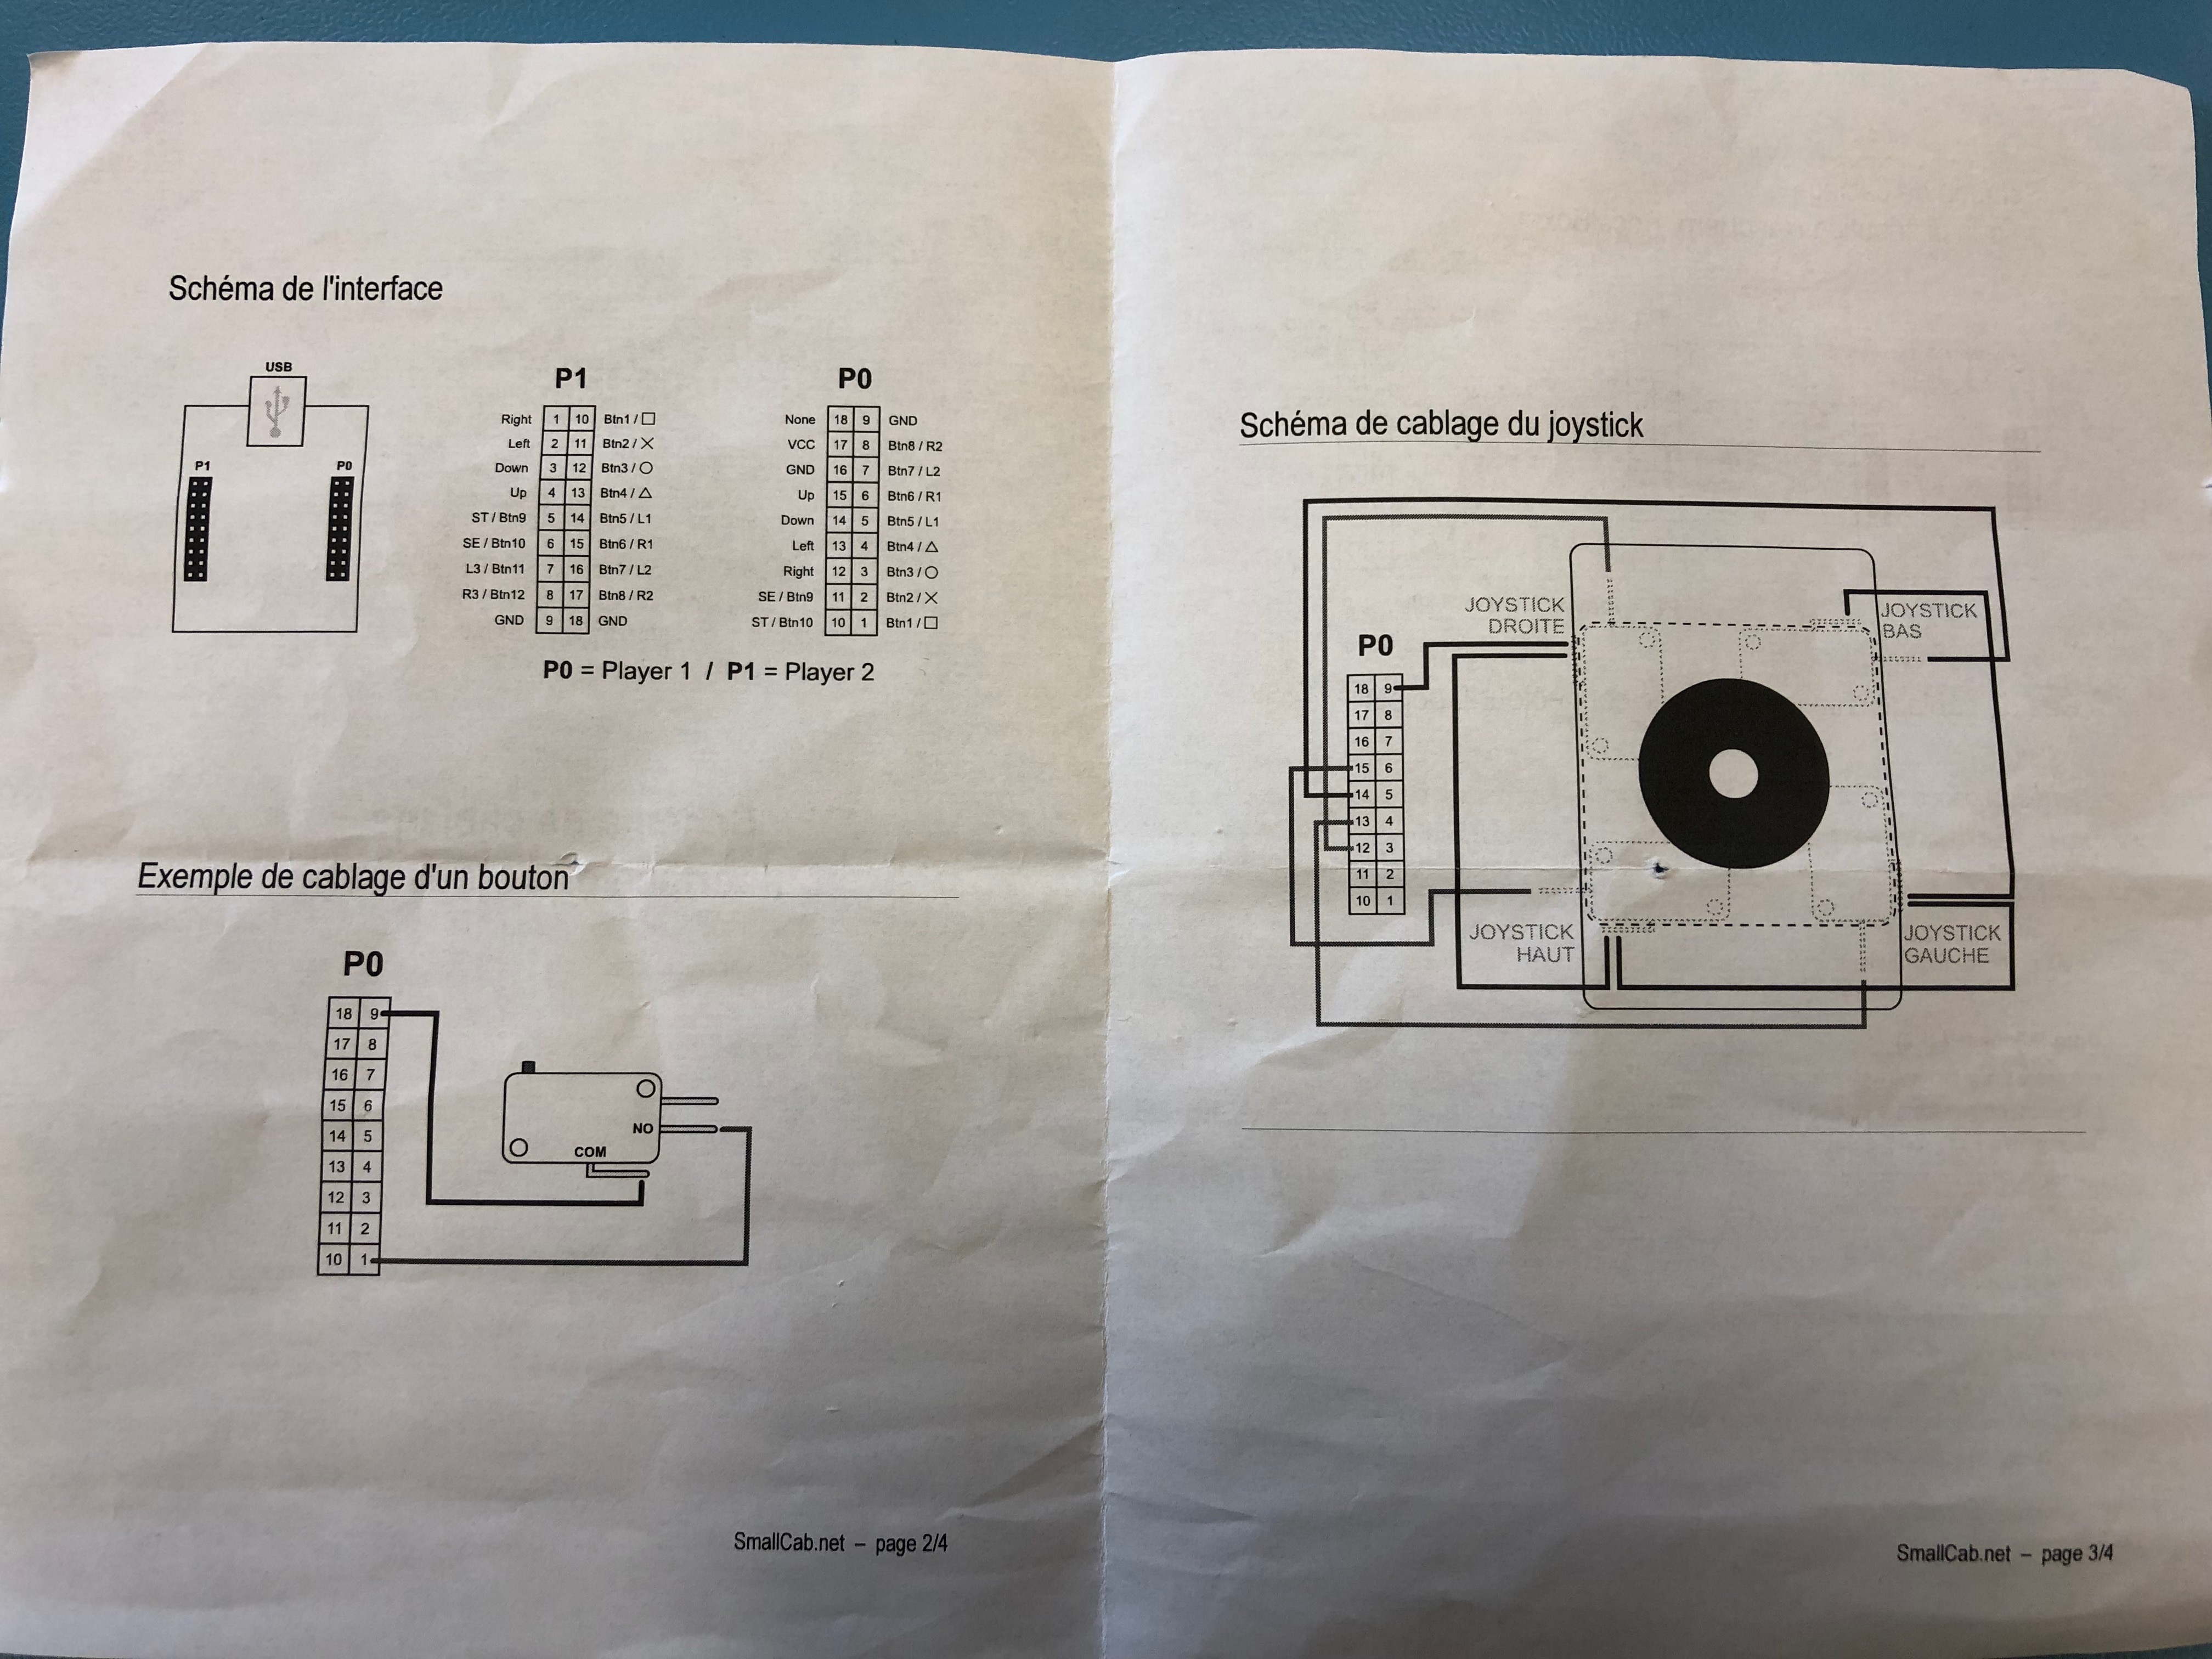 Schéma de l'interface
USB
P1
P0
P1
Right 1 10 Btn1 / □
Left 2 11 Btn2 / X
Down 3 12 Btn3 / O
Up 4 13 Btn4 / △
ST / Btn9 5 14 Btn5 / L1
SE / Btn10 6 15 Btn6 / R1
L3 / Btn11 7 16 Btn7 / L2
R3 / Btn12 8 17 Btn8 / R2
GND 9 18 GND
P0
None 18 9 GND
VCC 17 8 Btn8 / R2
GND 16 7 Btn7 / L2
Up 15 6 Btn6 / R1
Down 14 5 Btn5 / L1
Left 13 4 Btn4 / △
Right 12 3 Btn3 / O
SE / Btn9 11 2 Btn2 / X
ST / Btn10 10 1 Btn1 / □
P0 = Player 1 / P1 = Player 2
Exemple de cablage d'un bouton
P0
18 9
17 8
16 7
15 6
14 5
13 4
12 3
11 2
10 1
COM
NO
SmallCab.net – page 2/4
Schéma de cablage du joystick
P0
18 9
17 8
16 7
15 6
14 5
13 4
12 3
11 2
10 1
JOYSTICK
DROITE
JOYSTICK
BAS
JOYSTICK
HAUT
JOYSTICK
GAUCHE
SmallCab.net – page 3/4